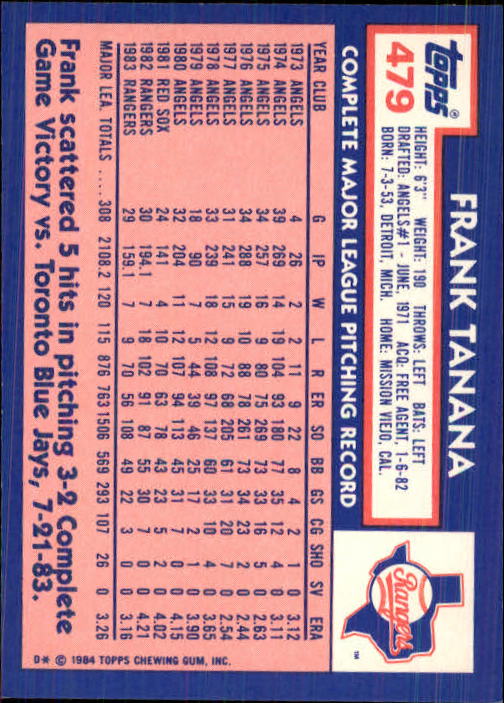 FRANK TANANA
topps®
479
HEIGHT: 6'3" WEIGHT: 190 THROWS: LEFT BATS: LEFT
DRAFTED: ANGELS #1 - JUNE, 1971 ACQ: FREE AGENT, 1-6-82
BORN: 7-3-53, DETROIT, MICH. HOME: MISSION VIEJO, CAL.
Rangers
TM
COMPLETE MAJOR LEAGUE PITCHING RECORD
YEAR CLUB G IP W L R ER SO BB GS CG SHO SV ERA
1973 ANGELS 4 26 2 2 11 9 22 8 4 2 1 0 3.12
1974 ANGELS 39 269 14 19 104 93 180 77 35 12 4 0 3.11
1975 ANGELS 34 257 16 9 80 75 269 73 33 16 5 0 2.63
1976 ANGELS 34 288 19 10 88 78 261 73 34 23 2 0 2.44
1977 ANGELS 31 241 15 9 72 68 205 61 31 20 7 0 2.54
1978 ANGELS 33 239 18 12 108 97 137 60 33 10 4 0 3.65
1979 ANGELS 18 90 7 5 44 39 46 25 17 2 1 0 3.90
1980 ANGELS 32 204 11 12 107 94 113 45 31 7 0 0 4.15
1981 RED SOX 24 141 4 10 70 63 78 43 23 5 2 0 4.02
1982 RANGERS 30 194.1 7 18 102 91 87 55 30 7 0 0 4.21
1983 RANGERS 29 159.1 7 9 70 56 108 49 22 3 0 0 3.16
MAJOR LEA. TOTALS .... 308 2108.2 120 115 876 763 1506 569 293 107 26 0 3.26
Frank scattered 5 hits in pitching 3-2 Complete
Game Victory vs. Toronto Blue Jays, 7-21-83.
D* © 1984 TOPPS CHEWING GUM, INC.